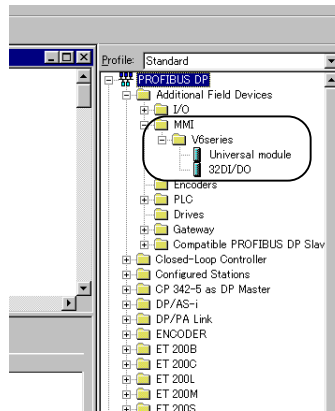 Profile: Standard
PROFIBUS DP
Additional Field Devices
I/O
MMI
V6series
Universal module
32DI/DO
Encoders
PLC
Drives
Gateway
Compatible PROFIBUS DP Slav
Closed-Loop Controller
Configured Stations
CP 342-5 as DP Master
DP/AS-i
DP/PA Link
ENCODER
ET 200B
ET 200C
ET 200L
ET 200M
ET 200S